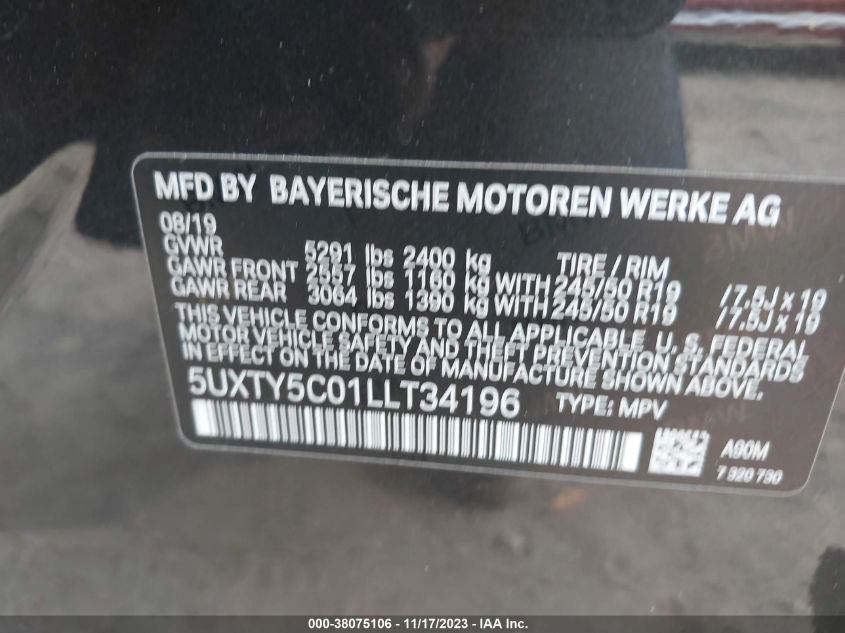 MFD BY BAYERISCHE MOTOREN WERKE AG
08/19
GVWR 5291 lbs 2400 kg TIRE / RIM
GAWR FRONT 2557 lbs 1160 kg WITH 245/50 R19 / 7.5J x 19
GAWR REAR 3064 lbs 1390 kg WITH 245/50 R19 / 7.5J x 19
THIS VEHICLE CONFORMS TO ALL APPLICABLE U. S. FEDERAL
MOTOR VEHICLE SAFETY AND THEFT PREVENTION STANDARDS
IN EFFECT ON THE DATE OF MANUFACTURE SHOWN ABOVE.
5UXTY5C01LLT34196 TYPE: MPV
A90M
7 920 790
000-38075106 - 11/17/2023 - IAA Inc.